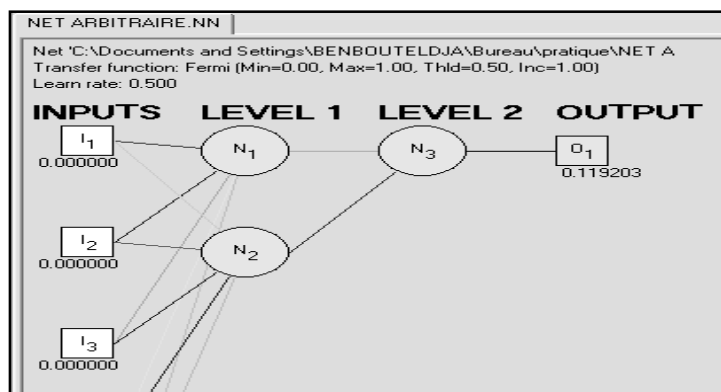 NET ARBITRAIRE.NN
Net 'C:\Documents and Settings\BENBOUTELDJA\Bureau\pratique\NET A
Transfer function: Fermi (Min=0.00, Max=1.00, Thld=0.50, Inc=1.00)
Learn rate: 0.500
INPUTS LEVEL 1 LEVEL 2 OUTPUT
I1 N1 N3 O1
0.000000 0.119203
I2 N2
0.000000
I3
0.000000